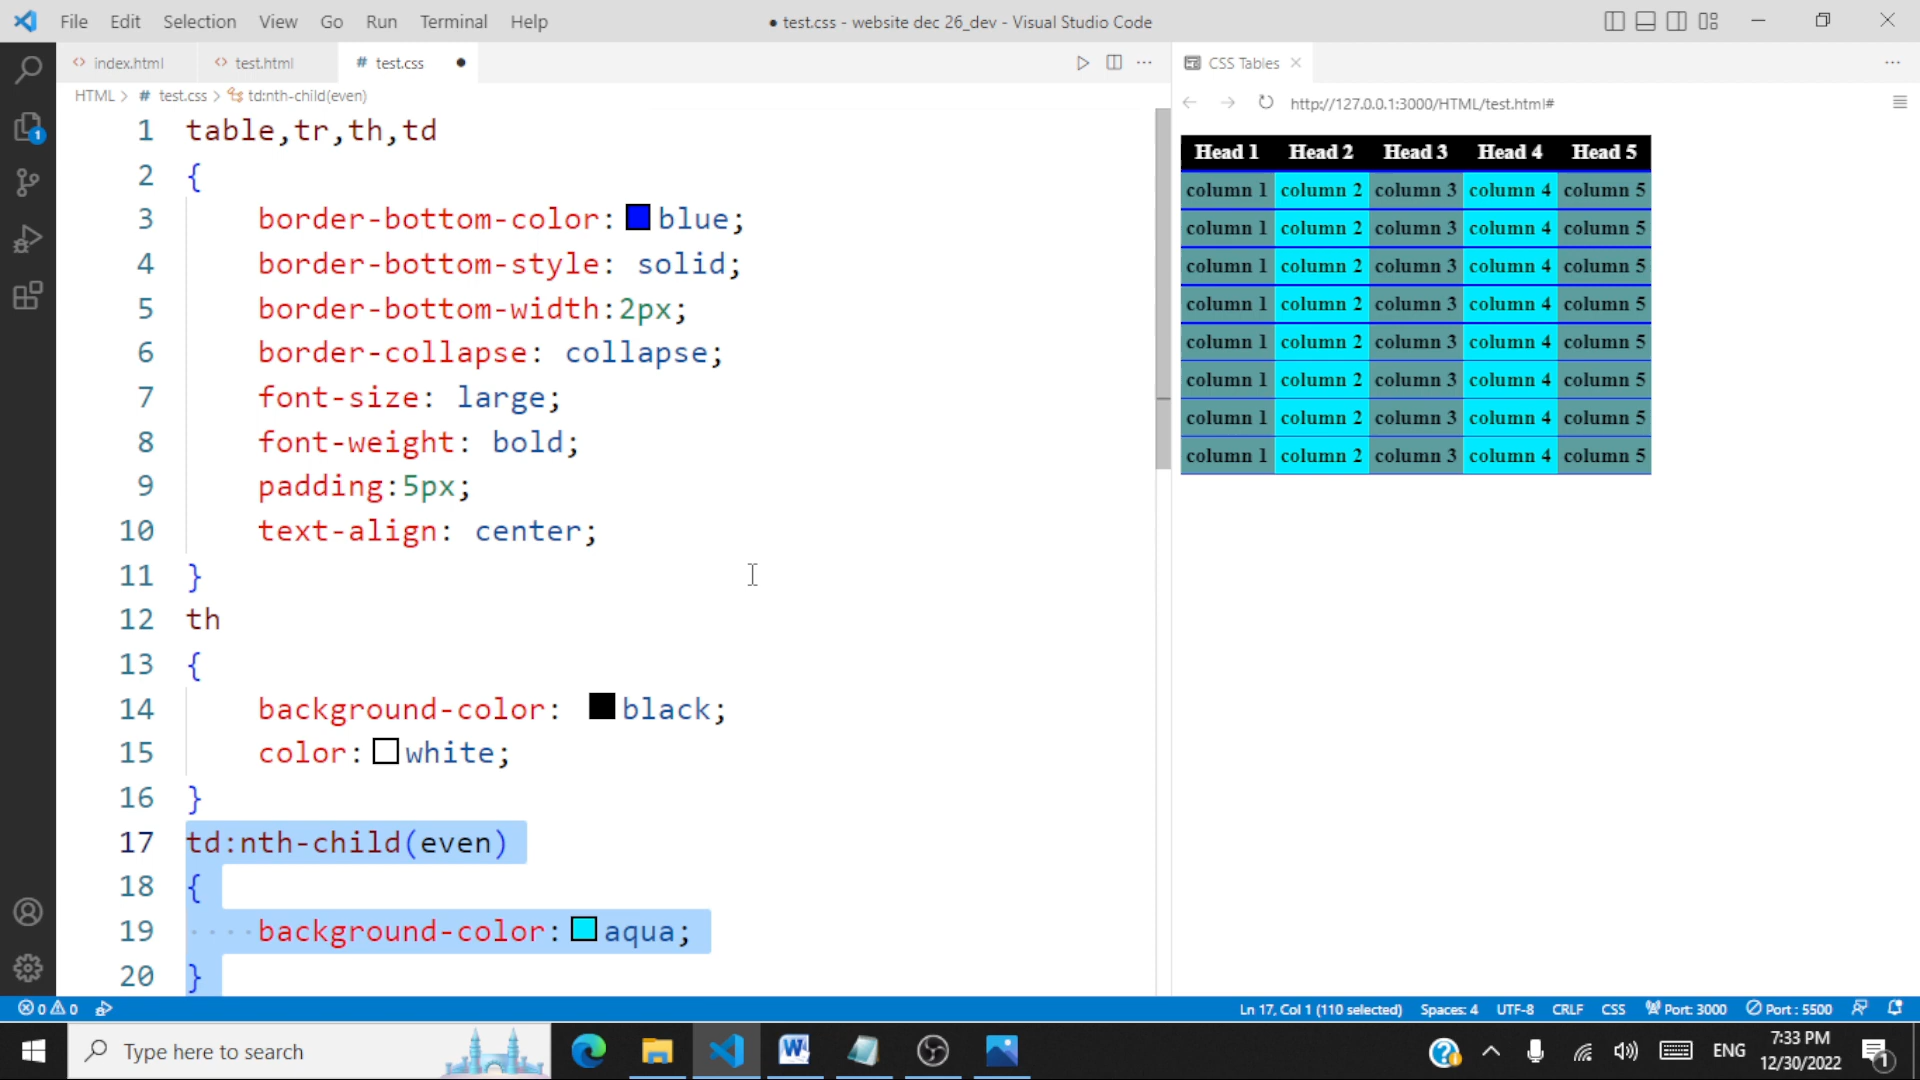 File Edit Selection View Go Run Terminal Help ● test.css - website dec 26_dev - Visual Studio Code
<> index.html <> test.html # test.css ●
CSS Tables
HTML > # test.css > td:nth-child(even)
http://127.0.0.1:3000/HTML/test.html#
1 table,tr,th,td
2 {
3 border-bottom-color: blue;
4 border-bottom-style: solid;
5 border-bottom-width:2px;
6 border-collapse: collapse;
7 font-size: large;
8 font-weight: bold;
9 padding:5px;
10 text-align: center;
11 }
12 th
13 {
14 background-color: black;
15 color: white;
16 }
17 td:nth-child(even)
18 {
19 ····background-color: aqua;
20 }
Head 1 Head 2 Head 3 Head 4 Head 5
column 1 column 2 column 3 column 4 column 5
column 1 column 2 column 3 column 4 column 5
column 1 column 2 column 3 column 4 column 5
column 1 column 2 column 3 column 4 column 5
column 1 column 2 column 3 column 4 column 5
column 1 column 2 column 3 column 4 column 5
column 1 column 2 column 3 column 4 column 5
column 1 column 2 column 3 column 4 column 5
1
0 0 Ln 17, Col 1 (110 selected) Spaces: 4 UTF-8 CRLF CSS Port: 3000 Port : 5500
Type here to search
ENG
7:33 PM
12/30/2022
1